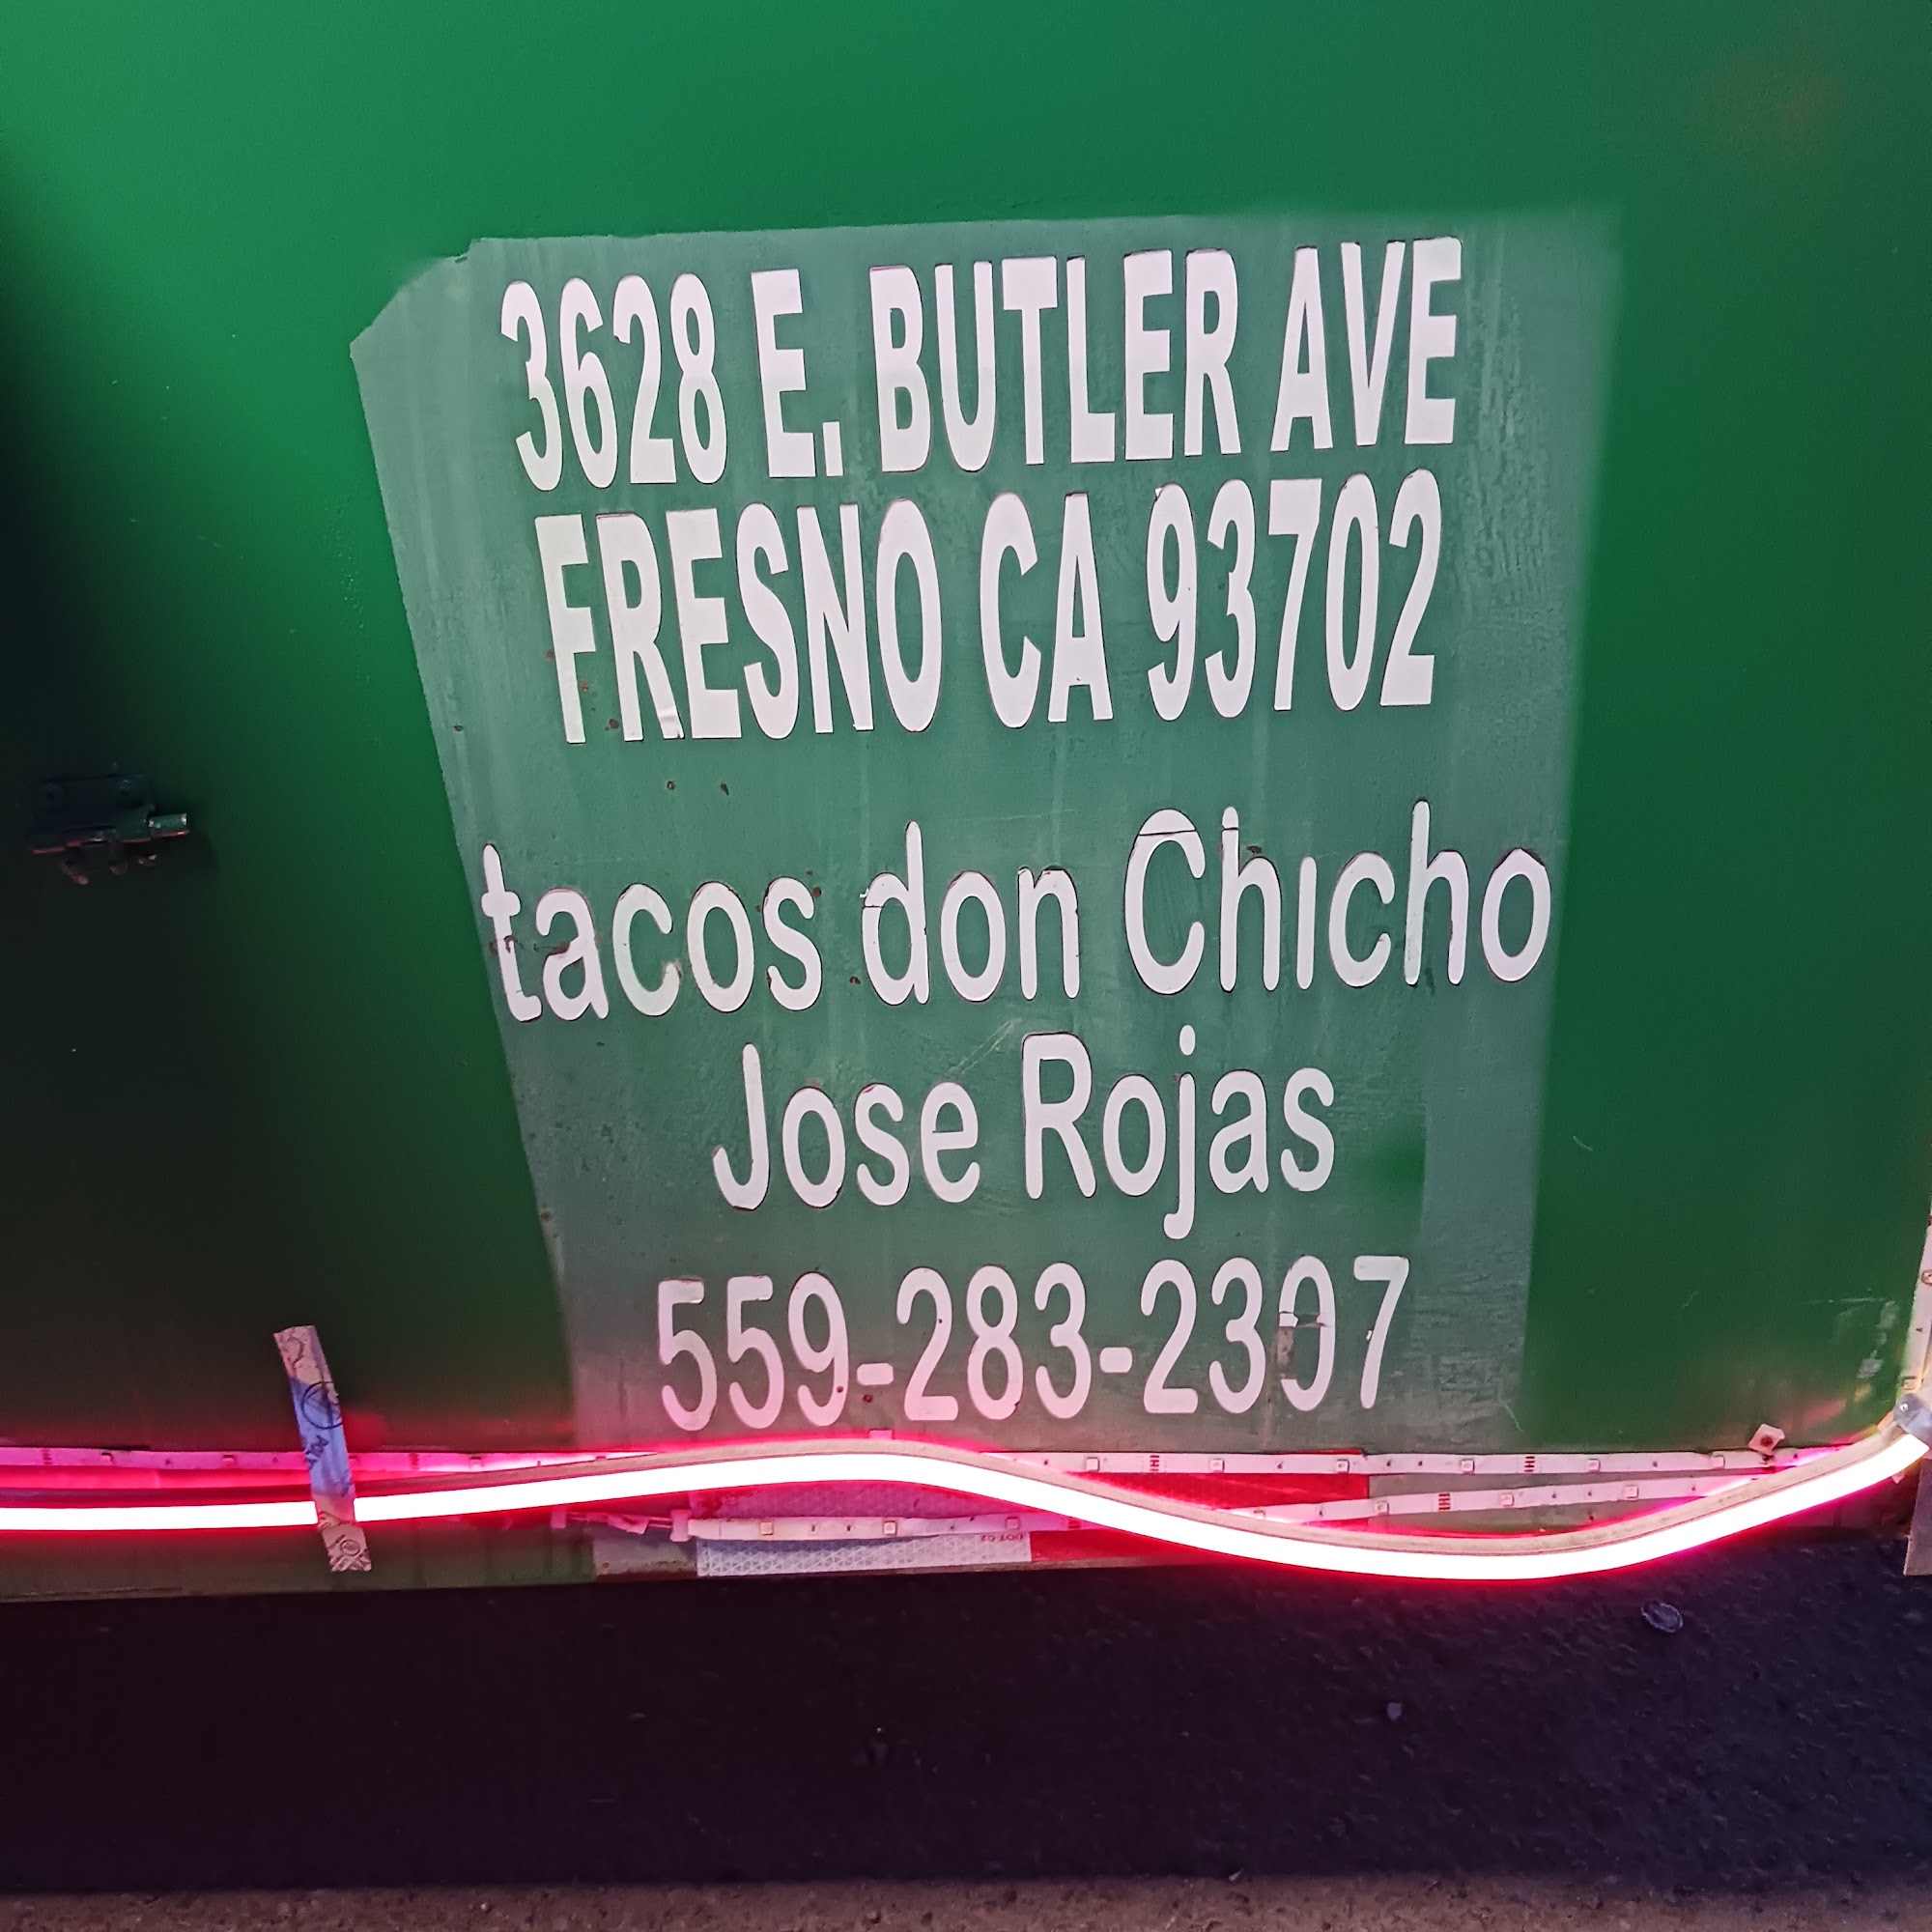 3628 E. BUTLER AVE
FRESNO CA 93702
tacos don Chicho
Jose Rojas
559-283-2307